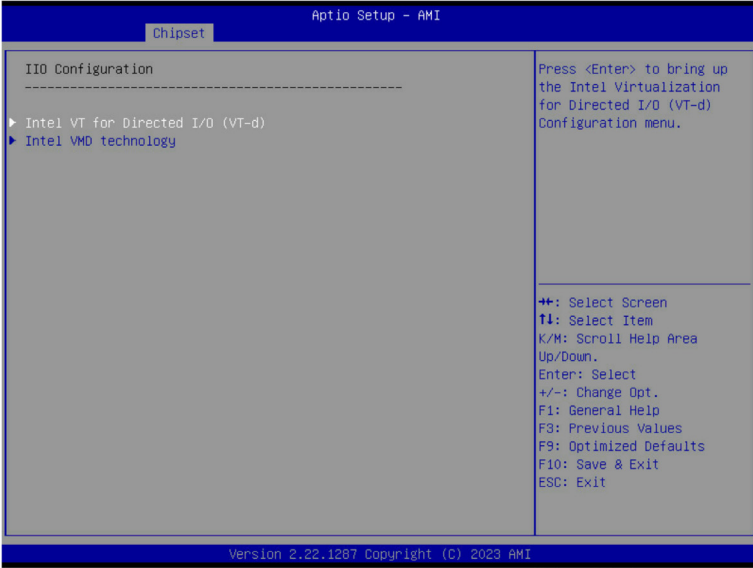 Aptio Setup – AMI
Chipset
IIO Configuration
--------------------------------------------------
Intel VT for Directed I/O (VT-d)
Intel VMD technology
Press <Enter> to bring up
the Intel Virtualization
for Directed I/O (VT-d)
Configuration menu.
→←: Select Screen
↑↓: Select Item
K/M: Scroll Help Area
Up/Down.
Enter: Select
+/-: Change Opt.
F1: General Help
F3: Previous Values
F9: Optimized Defaults
F10: Save & Exit
ESC: Exit
Version 2.22.1287 Copyright (C) 2023 AMI